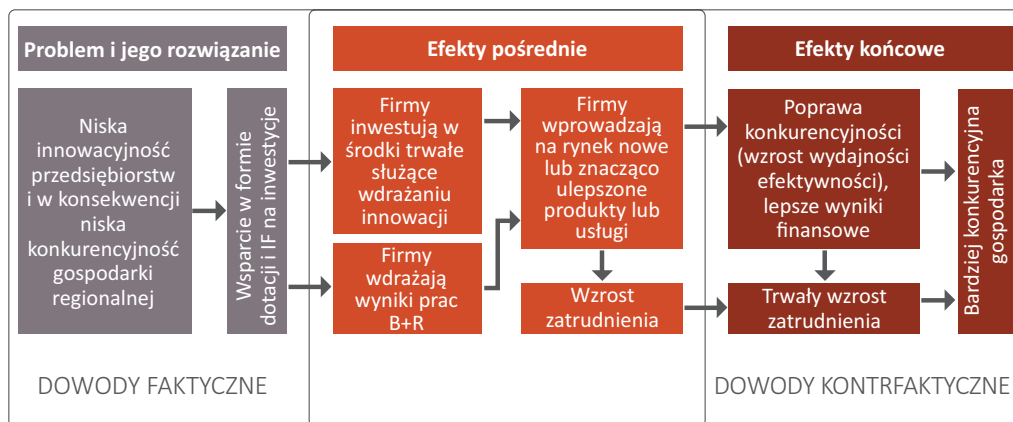 Problem i jego rozwiązanie
Niska
innowacyjność
przedsiębiorstw
i w konsekwencji
niska
konkurencyjność
gospodarki
regionalnej
Wsparcie w formie
dotacji i IF na inwestycje
DOWODY FAKTYCZNE
Efekty pośrednie
Firmy
inwestują w
środki trwałe
służące
wdrażaniu
innowacji
Firmy
wdrażają
wyniki prac
B+R
Firmy
wprowadzają
na rynek nowe
lub znacząco
ulepszone
produkty lub
usługi
Wzrost
zatrudnienia
Efekty końcowe
Poprawa
konkurencyjności
(wzrost wydajności
efektywności),
lepsze wyniki
finansowe
Trwały wzrost
zatrudnienia
Bardziej konkurencyjna
gospodarka
DOWODY KONTRFAKTYCZNE